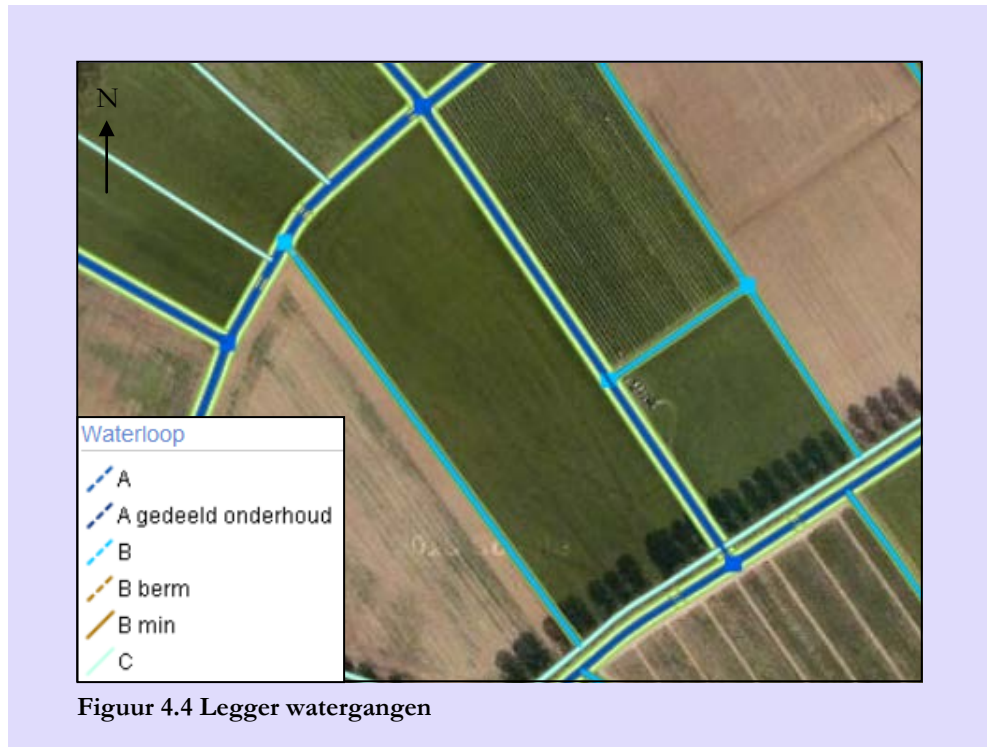 N
Waterloop
A
A gedeeld onderhoud
B
B berm
B min
C
Figuur 4.4 Legger watergangen